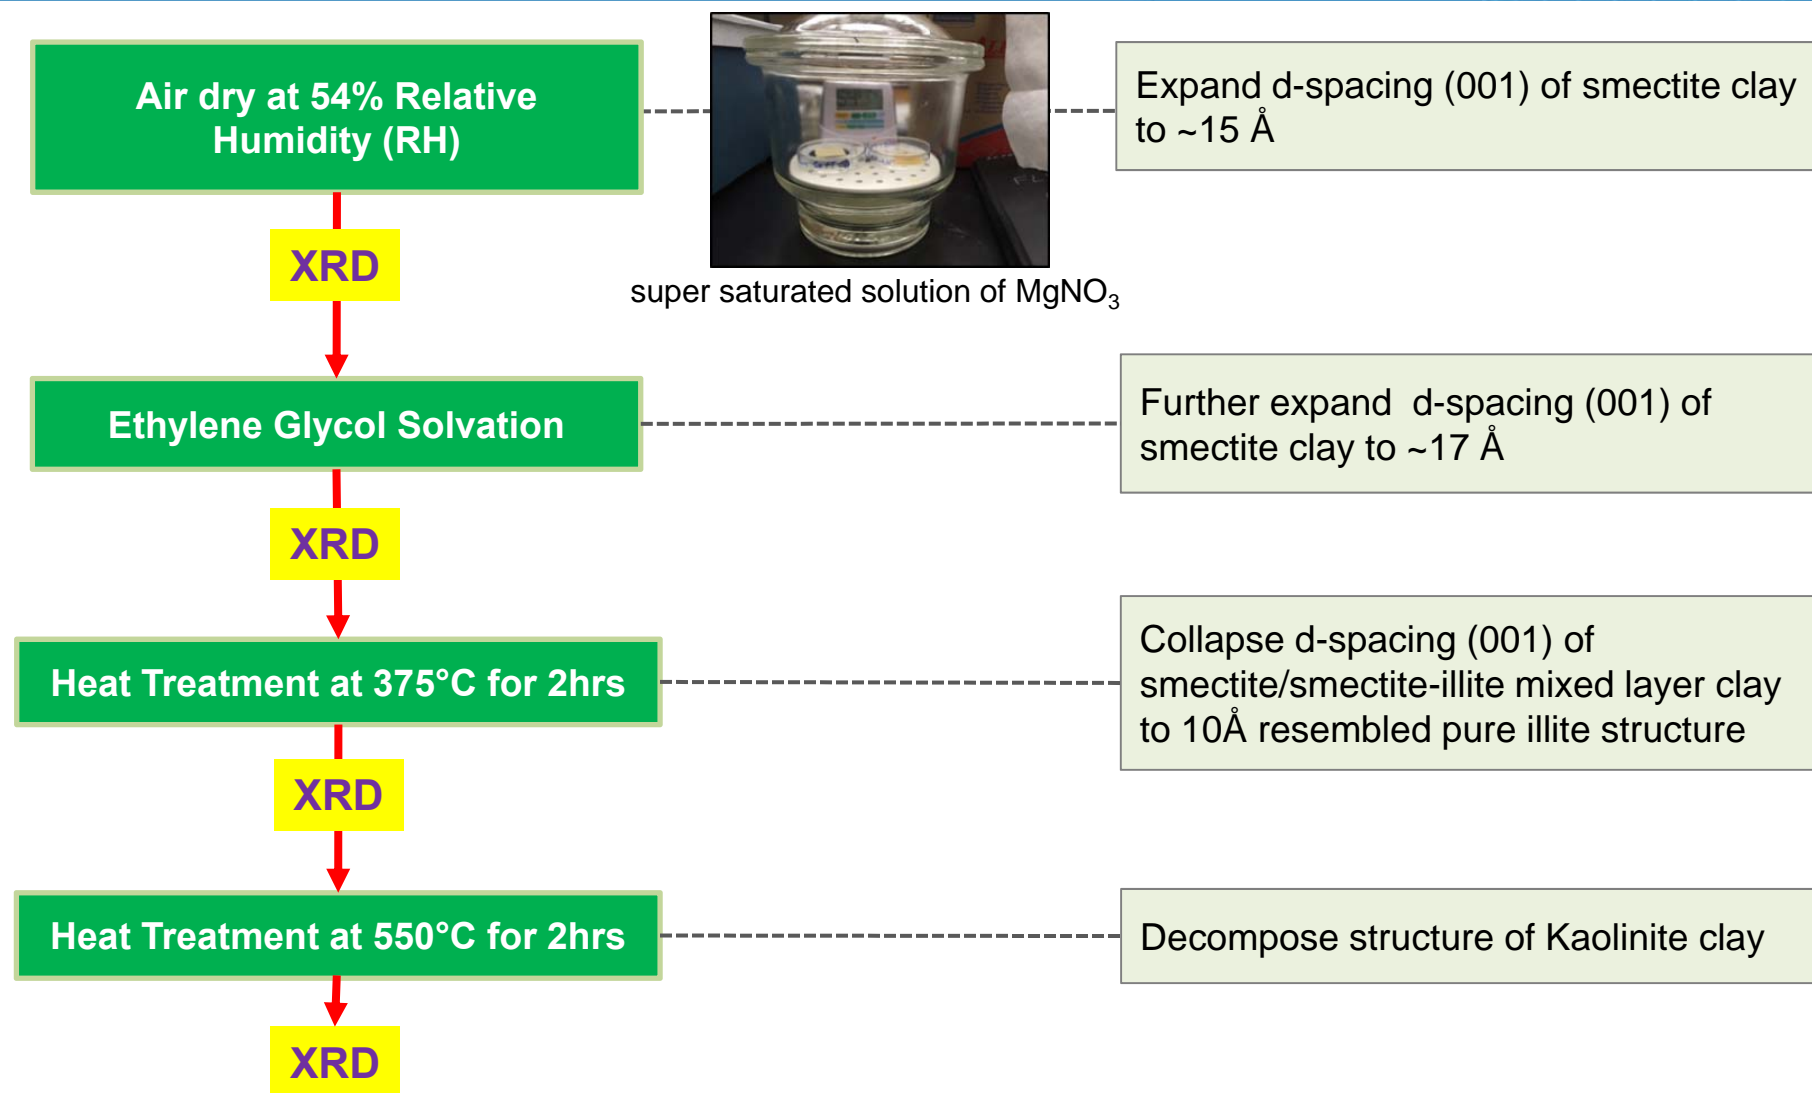 Air dry at 54% Relative
Humidity (RH)
Expand d-spacing (001) of smectite clay
to ~15 Å
XRD
super saturated solution of MgNO₃
Ethylene Glycol Solvation
Further expand d-spacing (001) of
smectite clay to ~17 Å
XRD
Heat Treatment at 375°C for 2hrs
Collapse d-spacing (001) of
smectite/smectite-illite mixed layer clay
to 10Å resembled pure illite structure
XRD
Heat Treatment at 550°C for 2hrs
Decompose structure of Kaolinite clay
XRD